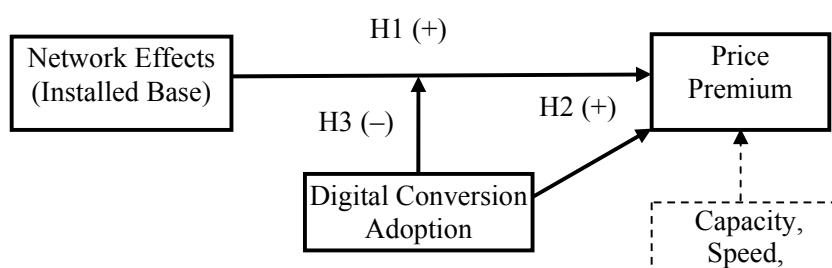 H1 (+)
Network Effects
(Installed Base)
Price
Premium
H3 (–)
H2 (+)
Digital Conversion
Adoption
Capacity,
Speed,